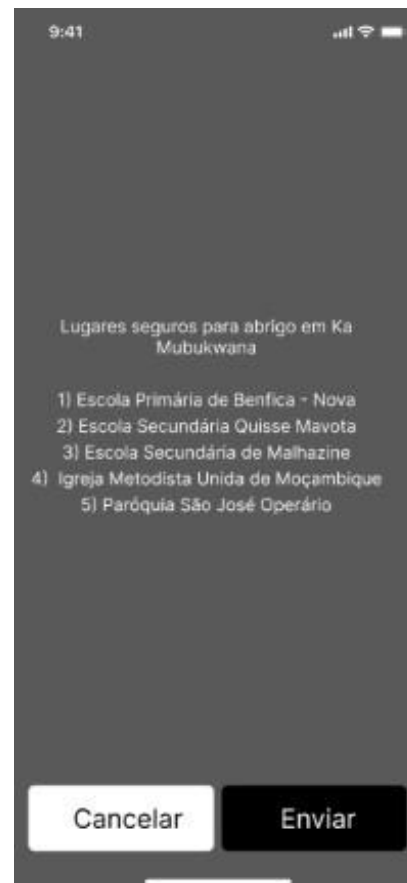 9:41
Lugares seguros para abrigo em Ka
Mubukwana
1) Escola Primária de Benfica - Nova
2) Escola Secundária Quisse Mavota
3) Escola Secundária de Malhazine
4) Igreja Metodista Unida de Moçambique
5) Paróquia São José Operário
Cancelar Enviar